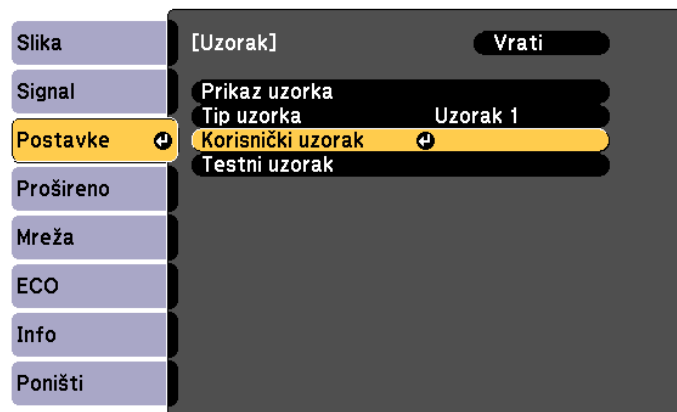 Slika
Signal
Postavke
Prošireno
Mreža
ECO
Info
Poništi
[Uzorak] Vrati
Prikaz uzorka
Tip uzorka Uzorak 1
Korisnički uzorak
Testni uzorak